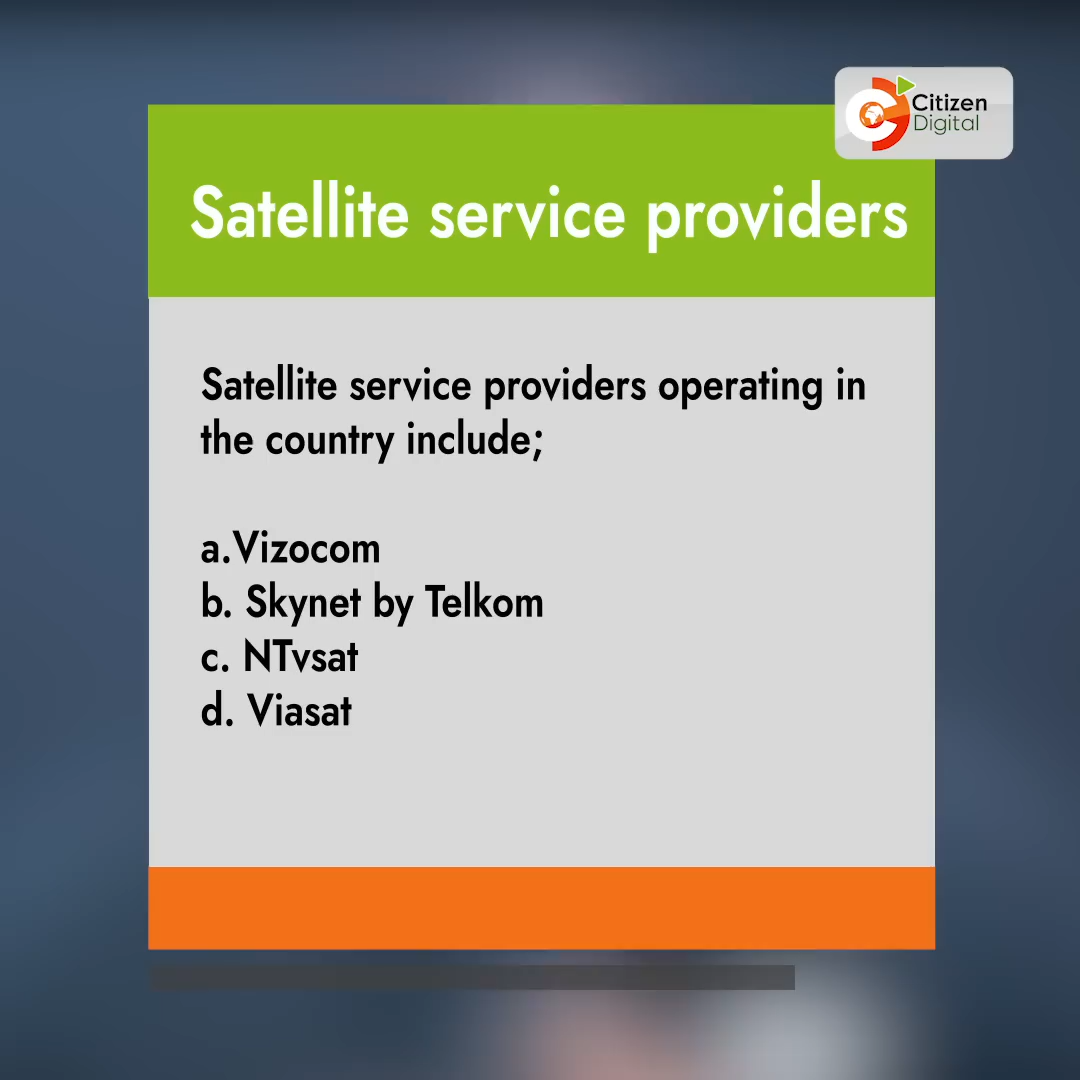 Citizen
Digital
Satellite service providers
Satellite service providers operating in
the country include;
a.Vizocom
b. Skynet by Telkom
c. NTvsat
d. Viasat